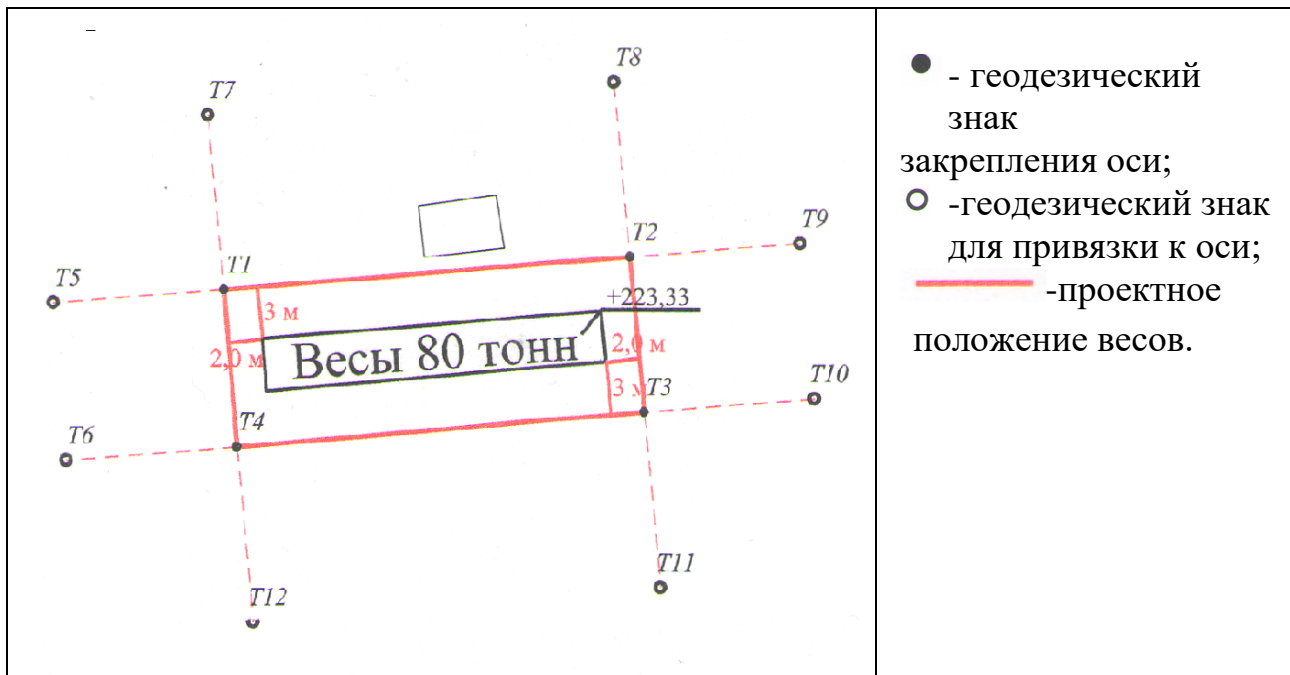 T8
T7
T2
T9
T1
T5
+223,33
3 м
Весы 80 тонн
2,0 м
2,0 м
T3
T10
3 м
T4
T6
T11
T12
- геодезический
знак
закрепления оси;
-геодезический знак
для привязки к оси;
-проектное
положение весов.